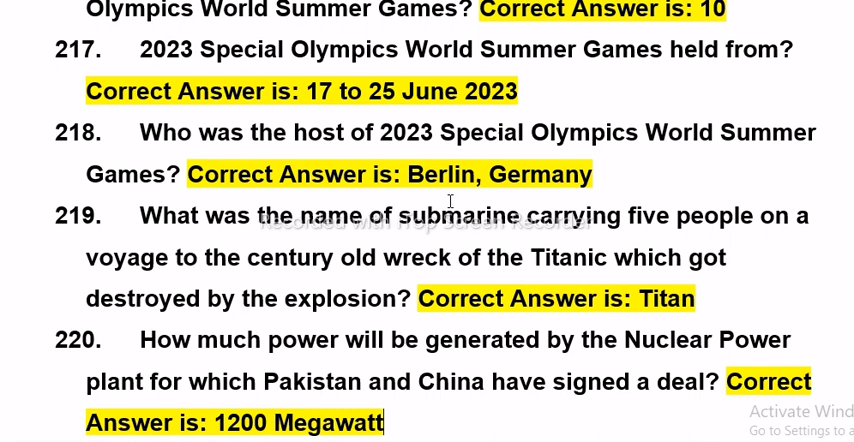 Olympics World Summer Games? Correct Answer is: 10
217. 2023 Special Olympics World Summer Games held from?
Correct Answer is: 17 to 25 June 2023
218. Who was the host of 2023 Special Olympics World Summer
Games? Correct Answer is: Berlin, Germany
219. What was the name of submarine carrying five people on a
Recorded with iTop Screen Recorder
voyage to the century old wreck of the Titanic which got
destroyed by the explosion? Correct Answer is: Titan
220. How much power will be generated by the Nuclear Power
plant for which Pakistan and China have signed a deal? Correct
Answer is: 1200 Megawatt
Activate Wind
Go to Settings to a